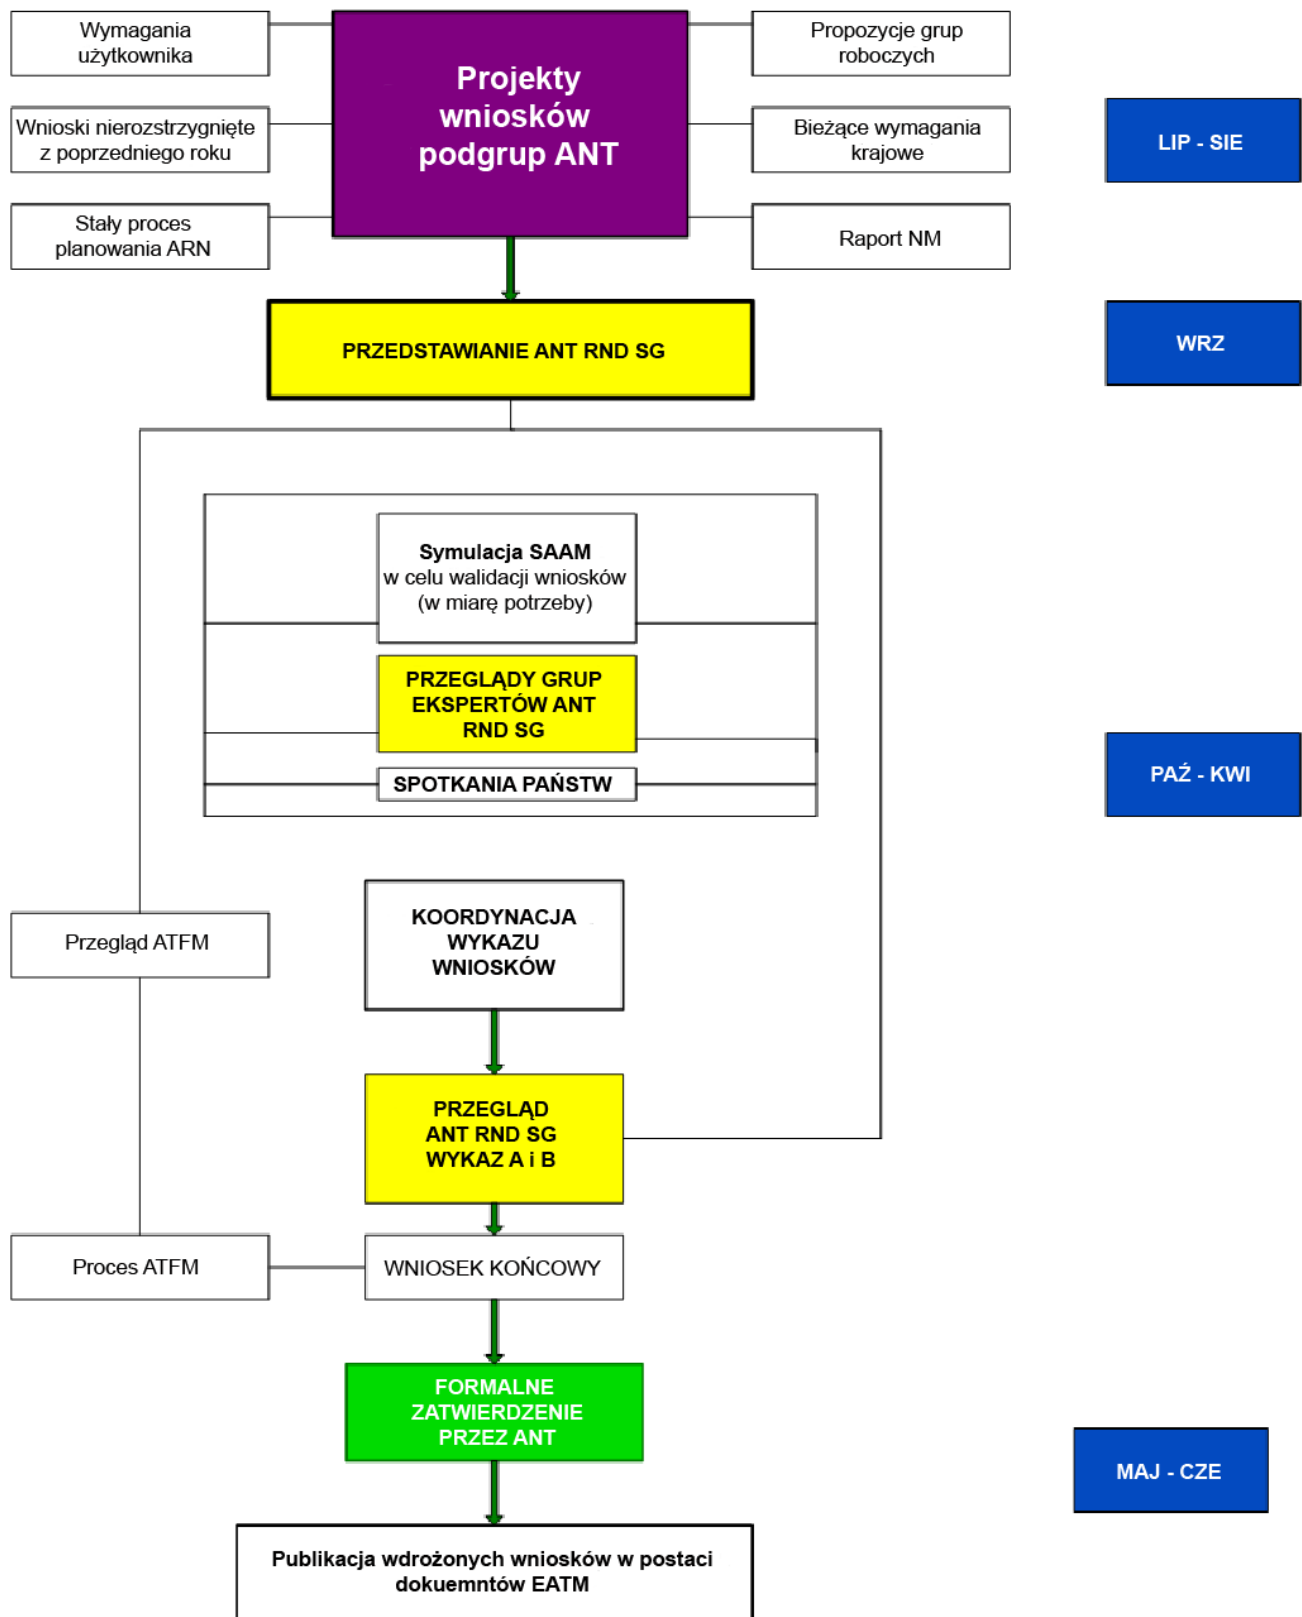 Wymagania
użytkownika
Projekty
wniosków
podgrup ANT
Propozycje grup
roboczych
Wnioski nierozstrzygnięte
z poprzedniego roku
Bieżące wymagania
krajowe
LIP - SIE
Stały proces
planowania ARN
Raport NM
PRZEDSTAWIANIE ANT RND SG
WRZ
Symulacja SAAM
w celu walidacji wniosków
(w miarę potrzeby)
PRZEGLĄDY GRUP
EKSPERTÓW ANT
RND SG
SPOTKANIA PAŃSTW
PAŹ - KWI
KOORDYNACJA
WYKAZU
WNIOSKÓW
Przegląd ATFM
PRZEGLĄD
ANT RND SG
WYKAZ A i B
Proces ATFM
WNIOSEK KOŃCOWY
FORMALNE
ZATWIERDZENIE
PRZEZ ANT
MAJ - CZE
Publikacja wdrożonych wniosków w postaci
dokuemntów EATM